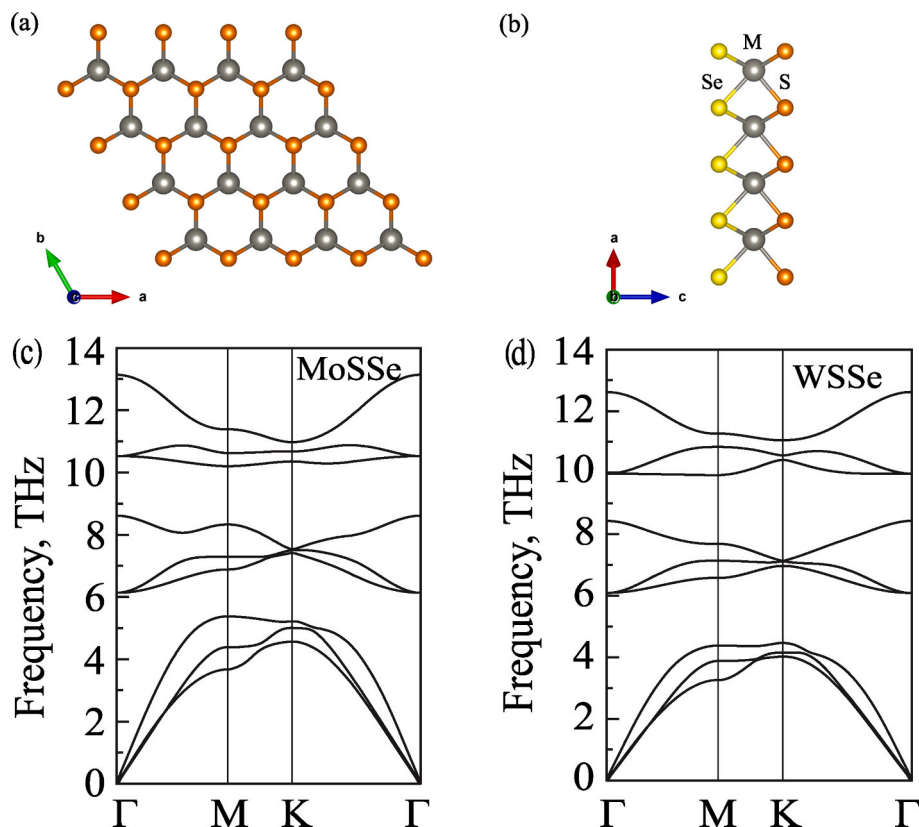 (a)
(b)
M
Se
S
b
c
a
a
b
c
(c)
14
12
10
8
6
4
2
0
Frequency, THz
MoSSe
Γ
M
K
Γ
(d)
14
12
10
8
6
4
2
0
Frequency, THz
WSSe
Γ
M
K
Γ